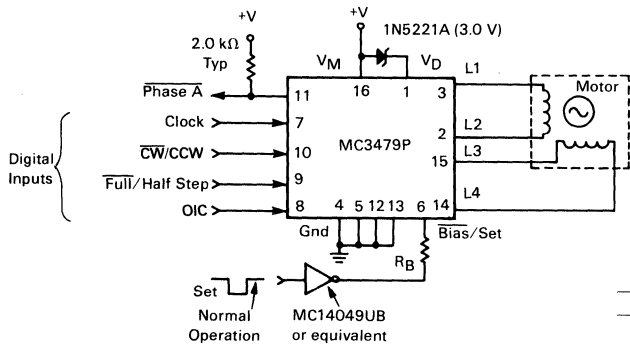 +V
+V
1N5221A (3.0 V)
2.0 kΩ
Typ
VM
VD
L1
Motor
Phase A
11
16
1
3
Clock
7
L2
2
Digital
Inputs
CW/CCW
10
MC3479P
15
L3
Full/Half Step
9
OIC
8
4
5
12
13
6
14
L4
Gnd
Bias/Set
RB
Set
Normal
Operation
MC14049UB
or equivalent